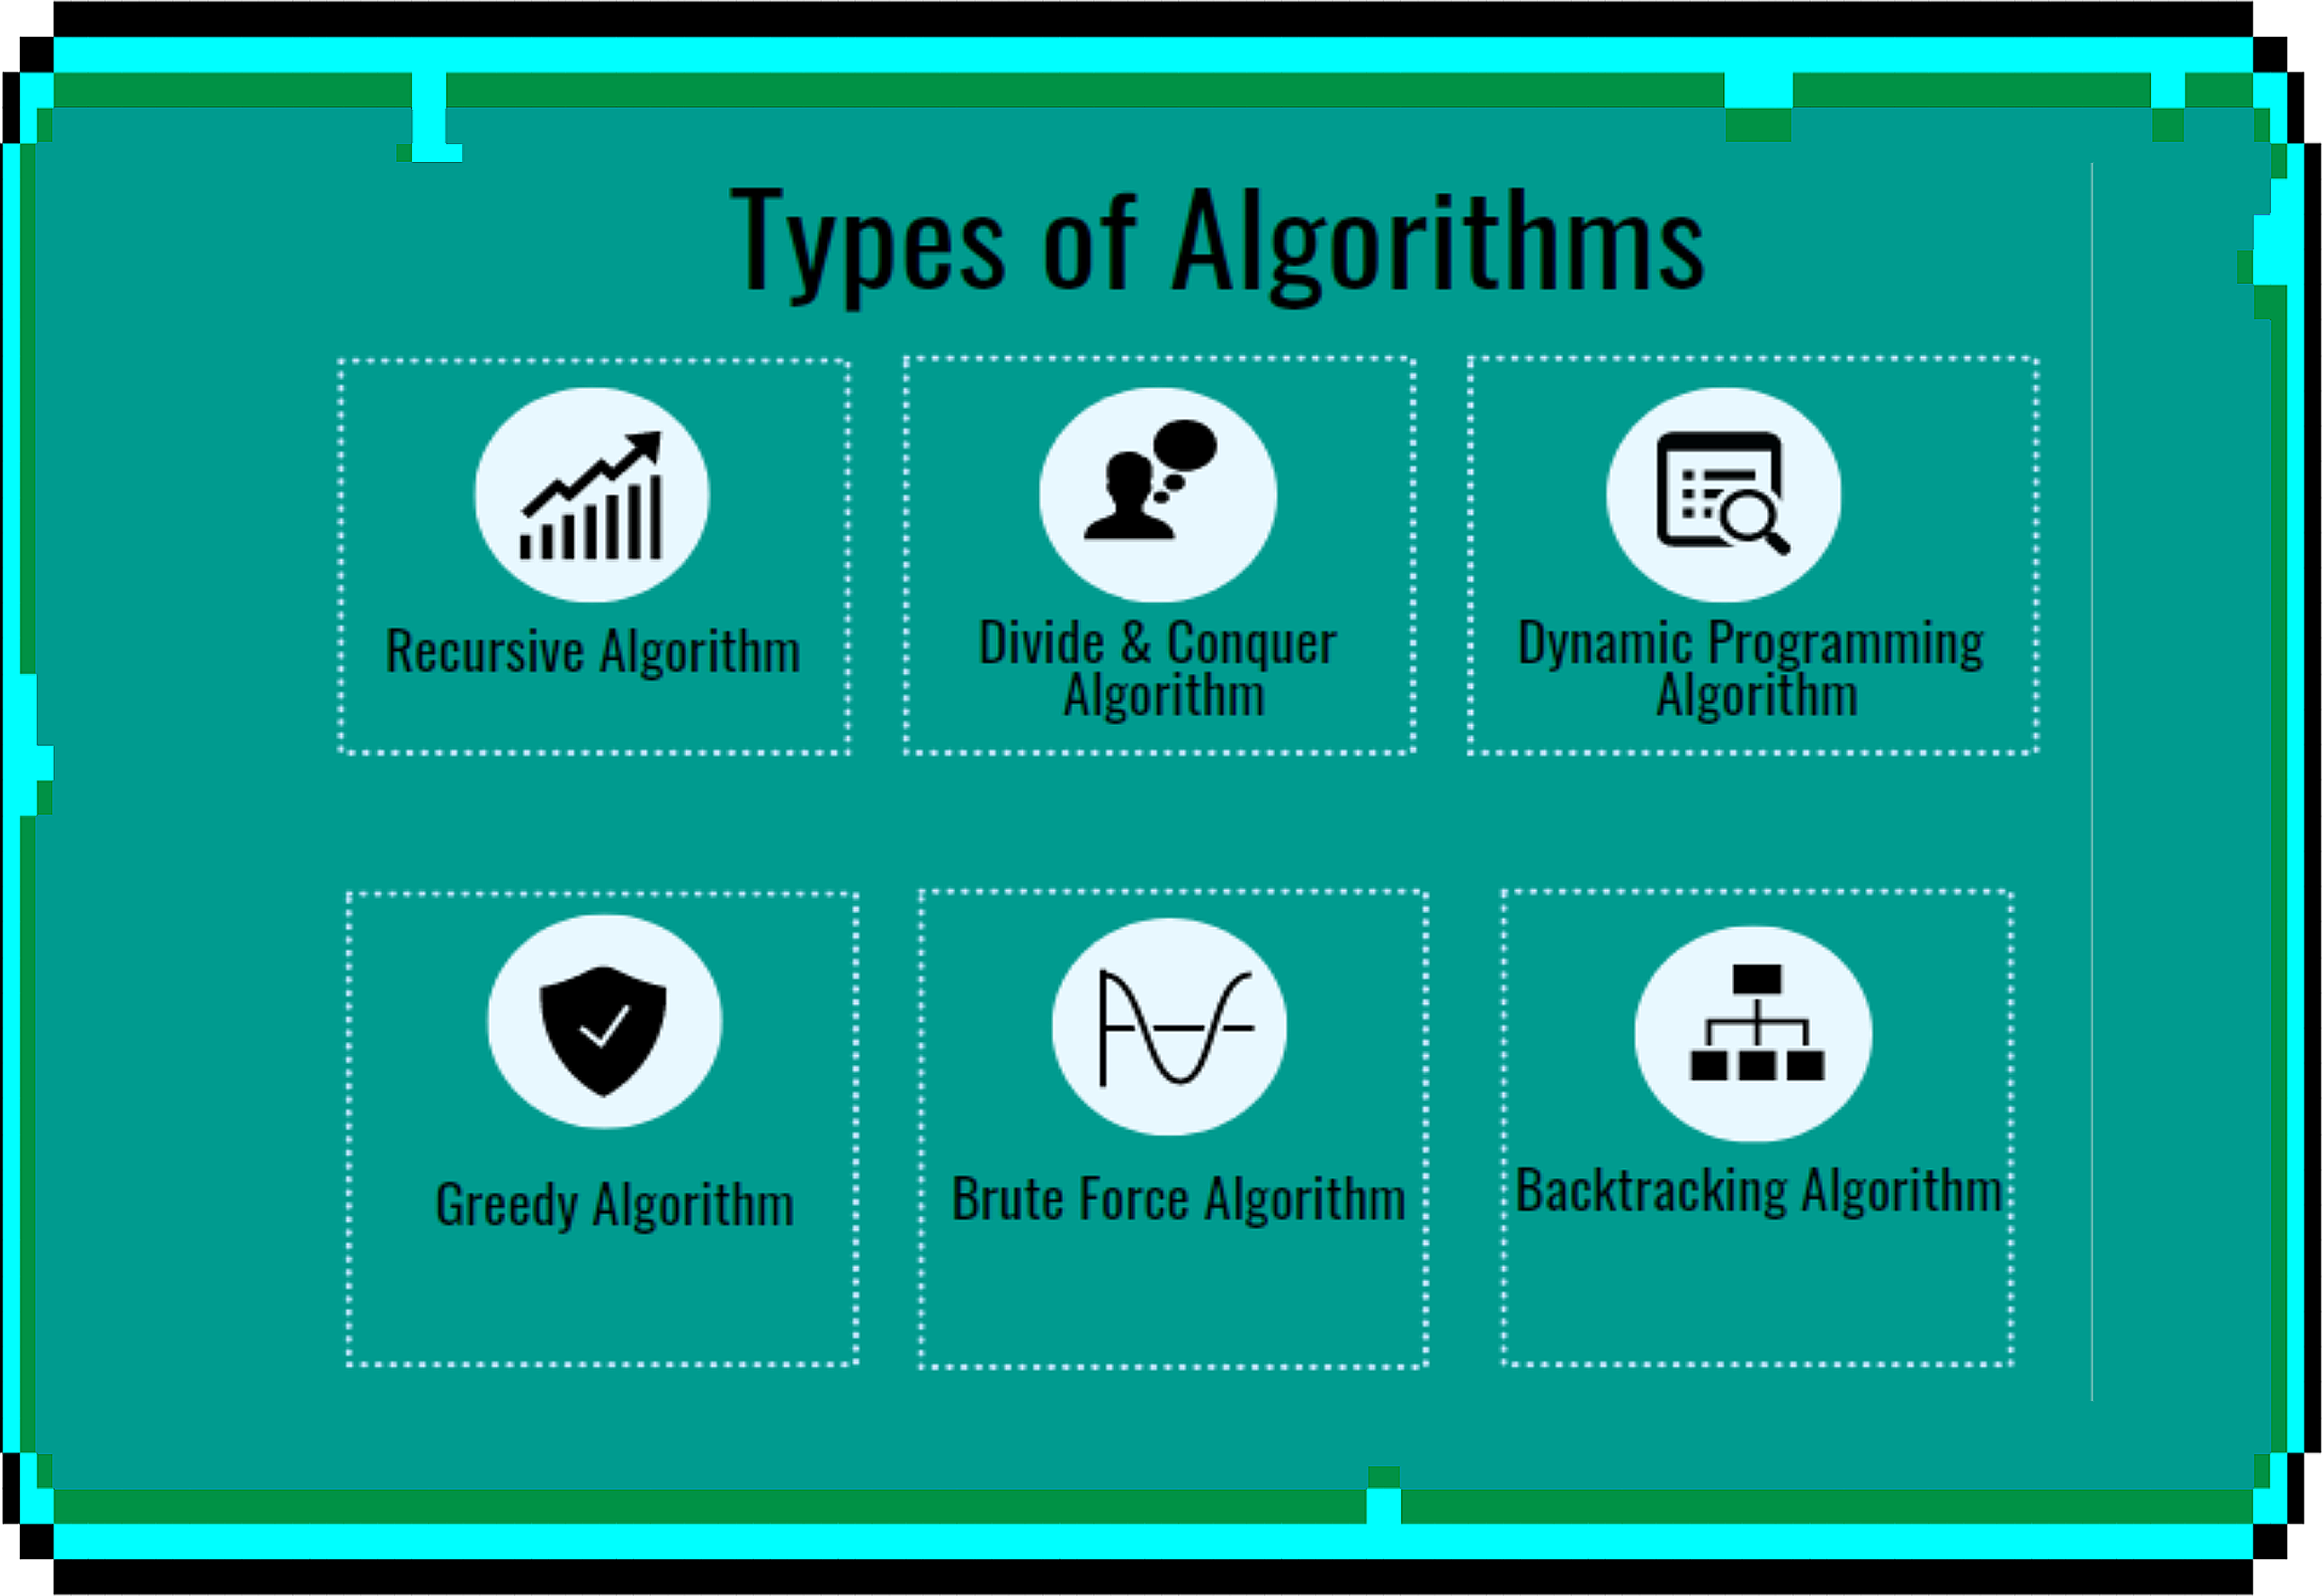 Types of Algorithms
Recursive Algorithm
Divide & Conquer
Algorithm
Dynamic Programming
Algorithm
Greedy Algorithm
Brute Force Algorithm
Backtracking Algorithm